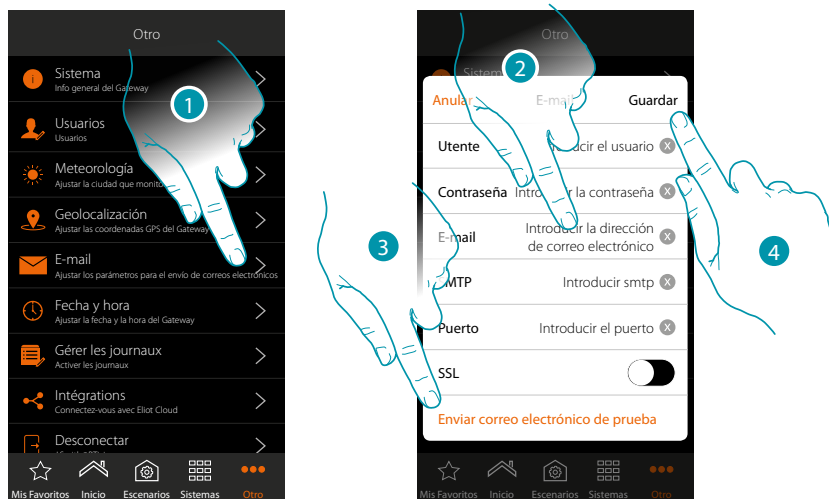 Otro
Sistema
Info general del Gateway
Usuarios
Usuarios
Meteorología
Ajustar la ciudad que
Geolocalización
Ajustar las coordenadas GPS del Gateway
E-mail
Ajustar los parámetros para el envío de correos electrónicos
Fecha y hora
Ajustar la fecha y la hora del Gateway
Gérer les journaux
Activer les journaux
Intégrations
Connectez-vous avec Eliot Cloud
Desconectar
Mis Favoritos Inicio Escenarios Sistemas Otro
1
Otro
Sistema
2
Anular E-mail Guardar
Utente el usuario X
Contraseña la contraseña X
E-mail Introducir la dirección
de correo electrónico X
SMTP Introducir smtp X
Puerto Introducir el puerto X
SSL
Enviar correo electrónico de prueba
3
4
Mis Favoritos Inicio Escenarios Sistemas Otro